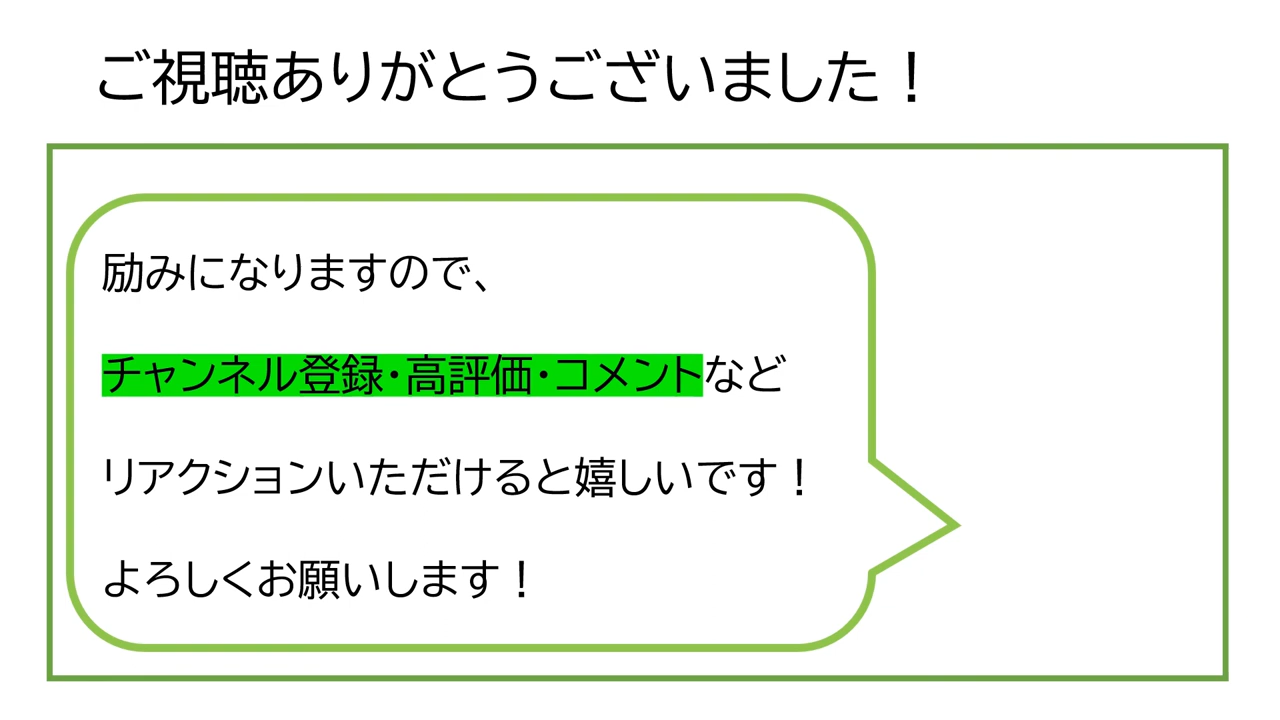 ご視聴ありがとうございました！
励みになりますので、
チャンネル登録・高評価・コメントなど
リアクションいただけると嬉しいです！
よろしくお願いします！